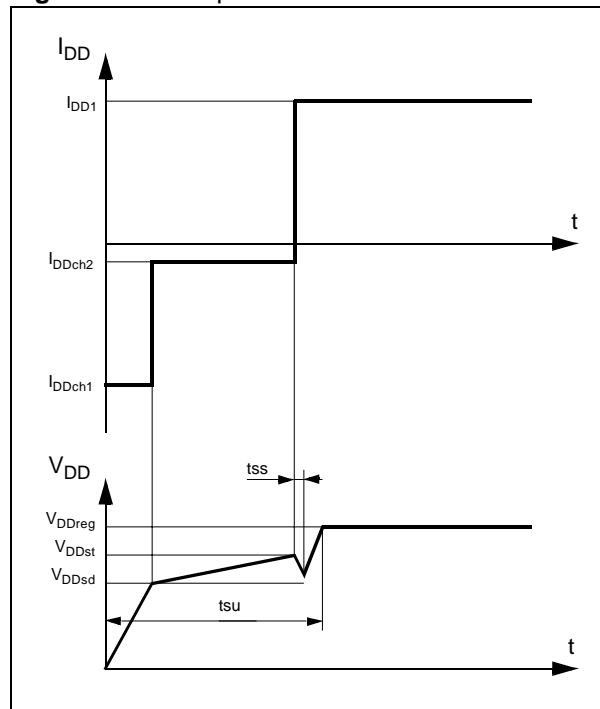 I_DD
I_DD1
t
I_DDch2
I_DDch1
V_DD
tss
V_DDreg
V_DDst
V_DDsd
tsu
t